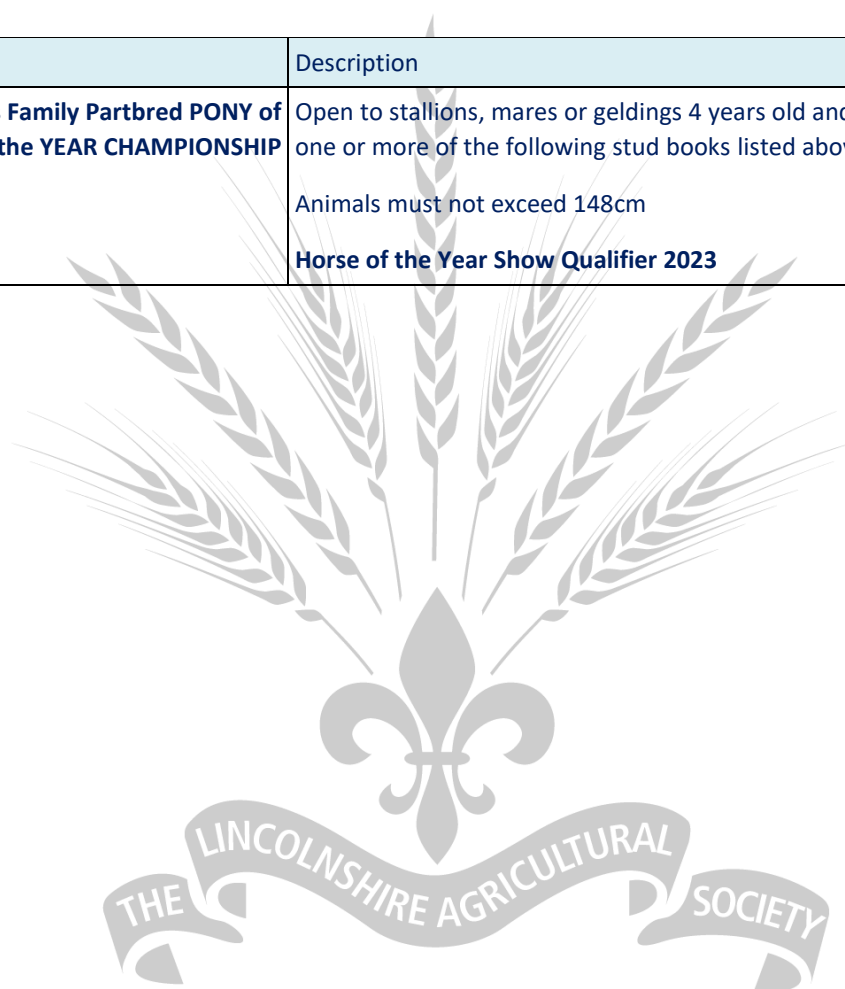 Description
Family Partbred PONY of
the YEAR CHAMPIONSHIP
Open to stallions, mares or geldings 4 years old and
one or more of the following stud books listed
Animals must not exceed 148cm
Horse of the Year Show Qualifier 2023
THE LINCOLNSHIRE AGRICULTURAL SOCIETY